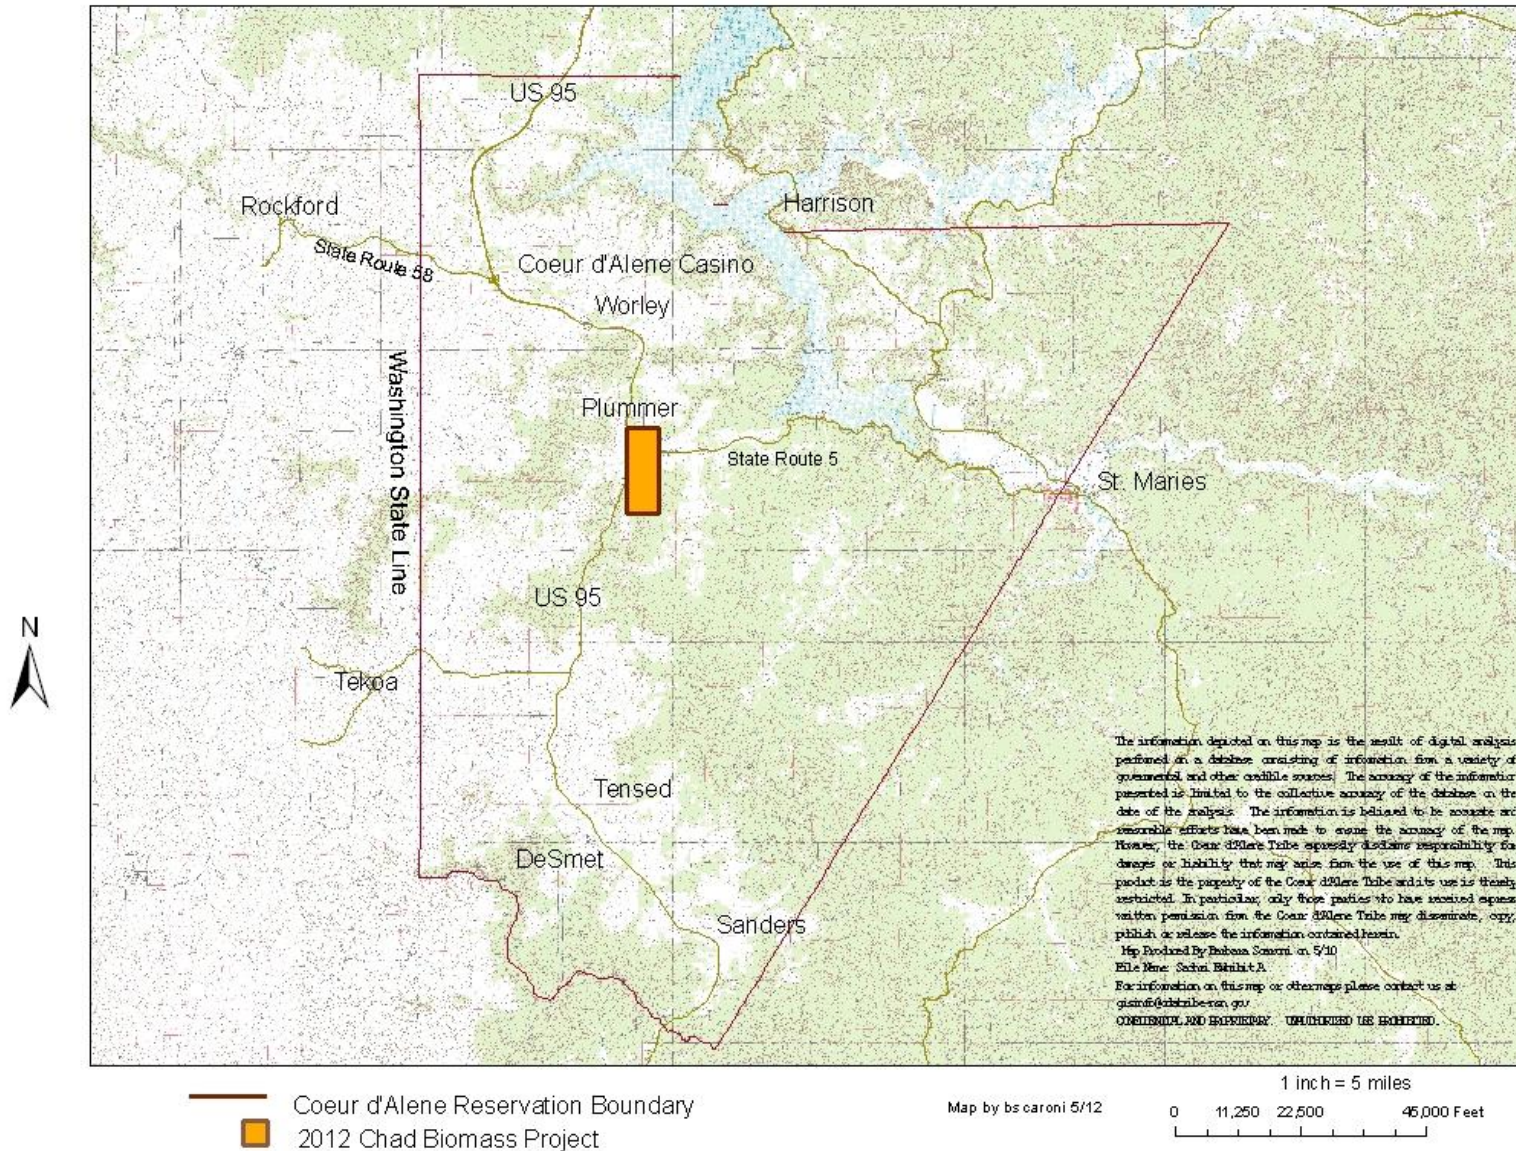 US 95
Rockford
Harrison
State Route 58
Coeur d'Alene Casino
Worley
Washington State Line
Plummer
State Route 5
St. Maries
US 95
N
Tekoa
Tensed
DeSmet
Sanders
The information depicted on this map is the result of digital analysis
performed on a database consisting of information from a variety of
governmental and other credible sources. The accuracy of the information
presented is limited to the collective accuracy of the database on the
date of the analysis. The information is believed to be accurate and
reasonable efforts have been made to ensure the accuracy of the map.
However, the Coeur d'Alene Tribe expressly disclaims responsibility for
damages or liability that may arise from the use of this map. This
product is the property of the Coeur d'Alene Tribe and its use is thereby
restricted. In particular, only those parties who have received express
written permission from the Coeur d'Alene Tribe may disseminate, copy,
publish or release the information contained herein.
Map Produced By Barbara on 5/10
File Name: Exhibit A
For information on this map or other maps please contact us at
CONFIDENTIAL AND PROPRIETARY. UNAUTHORIZED USE PROHIBITED.
Coeur d'Alene Reservation Boundary
2012 Chad Biomass Project
Map by bscaroni 5/12
1 inch = 5 miles
0 11,250 22,500 45,000 Feet